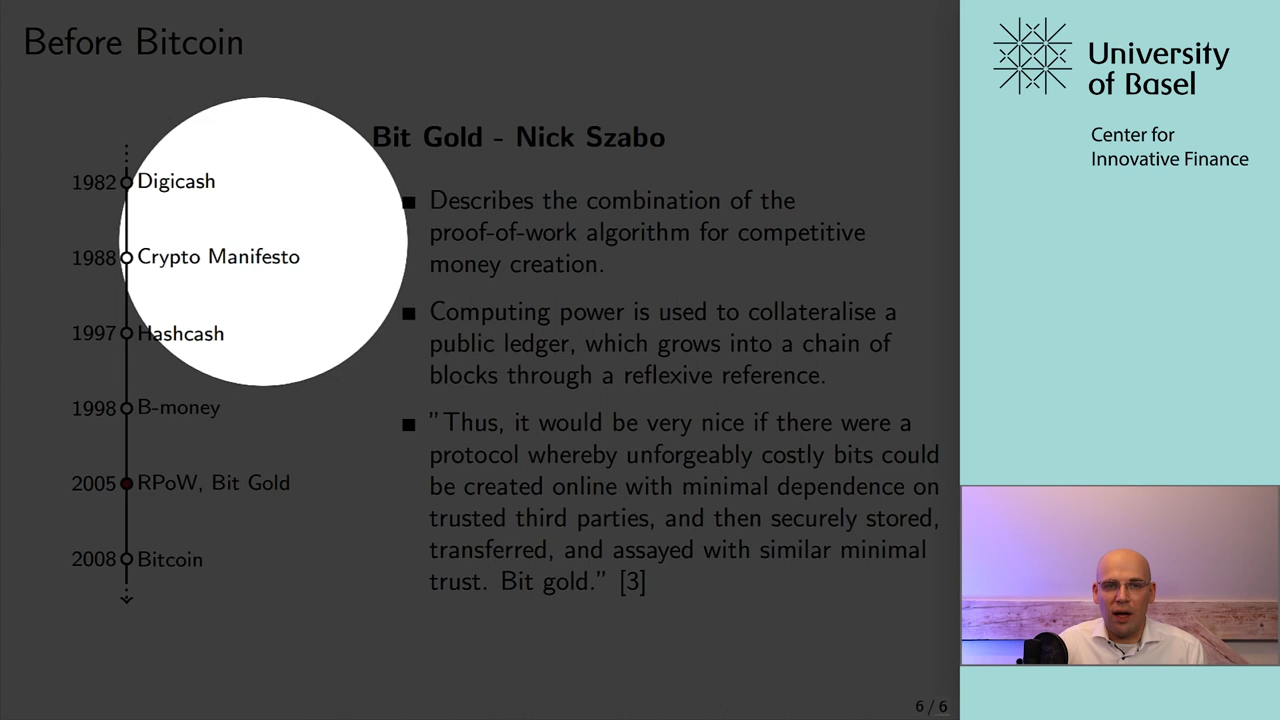 Before Bitcoin
1982 Digicash
1988 Crypto Manifesto
1997 Hashcash
1998 B-money
2005 RPoW, Bit Gold
2008 Bitcoin
Bit Gold - Nick Szabo
■ Describes the combination of the
proof-of-work algorithm for competitive
money creation.
■ Computing power is used to collateralise a
public ledger, which grows into a chain of
blocks through a reflexive reference.
■ "Thus, it would be very nice if there were a
protocol whereby unforgeably costly bits could
be created online with minimal dependence on
trusted third parties, and then securely stored,
transferred, and assayed with similar minimal
trust. Bit gold." [3]
6 / 6
University
of Basel
Center for
Innovative Finance